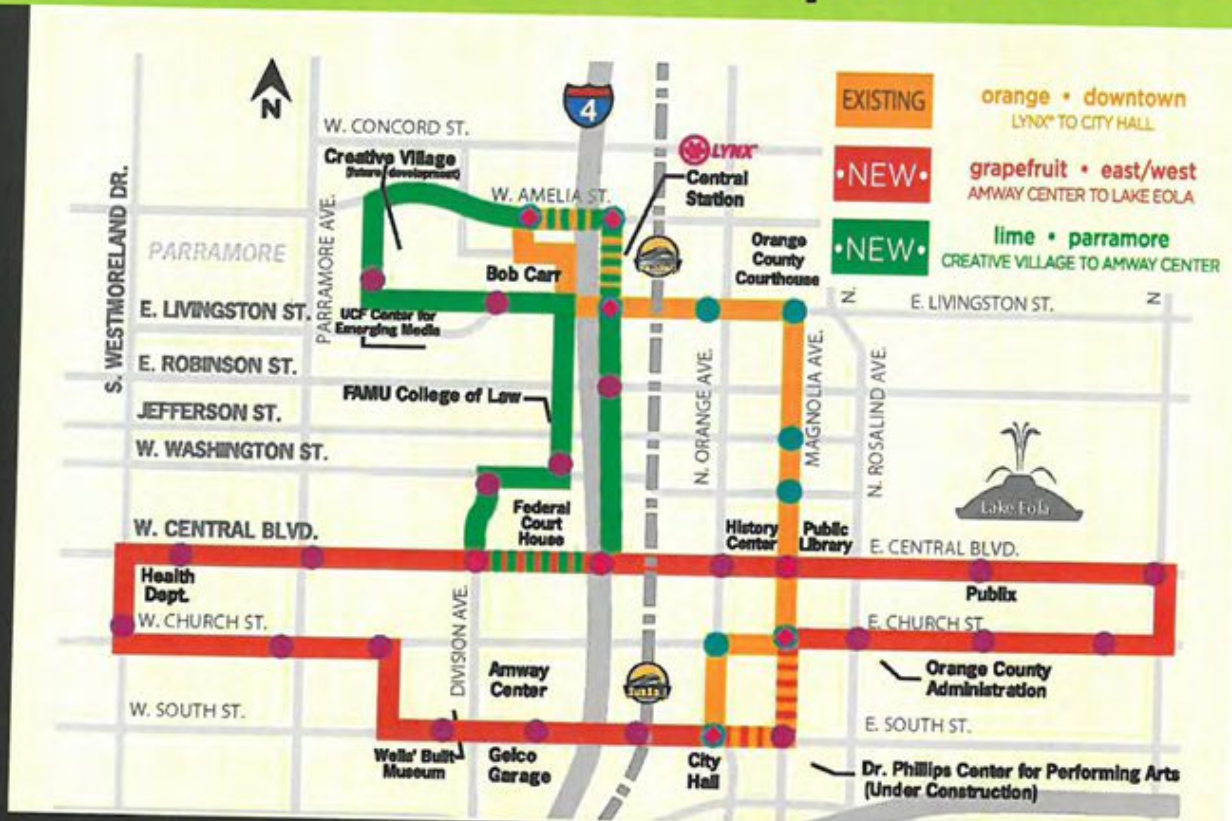 4
N
W. CONCORD ST.
Creative Village
(future development)
W. AMELIA ST.
LYNX
Central
Station
EXISTING
orange • downtown
LYNX® TO CITY HALL
•NEW•
grapefruit • east/west
AMWAY CENTER TO LAKE EOLA
•NEW•
lime • parramore
CREATIVE VILLAGE TO AMWAY CENTER
S. WESTMORELAND DR.
PARRAMORE
PARRAMORE AVE.
Bob Carr
Orange
County
Courthouse
N.
N
E. LIVINGSTON ST.
E. LIVINGSTON ST.
UCF Center for
Emerging Media
E. ROBINSON ST.
FAMU College of Law
JEFFERSON ST.
W. WASHINGTON ST.
N. ORANGE AVE.
MAGNOLIA AVE.
N. ROSALIND AVE.
Lake Eola
Federal
Court
House
History
Center
Public
Library
W. CENTRAL BLVD.
E. CENTRAL BLVD.
Health
Dept.
Publix
W. CHURCH ST.
E. CHURCH ST.
DIVISION AVE.
Amway
Center
Orange County
Administration
W. SOUTH ST.
E. SOUTH ST.
Wells' Built
Museum
Geico
Garage
City
Hall
Dr. Phillips Center for Performing Arts
(Under Construction)